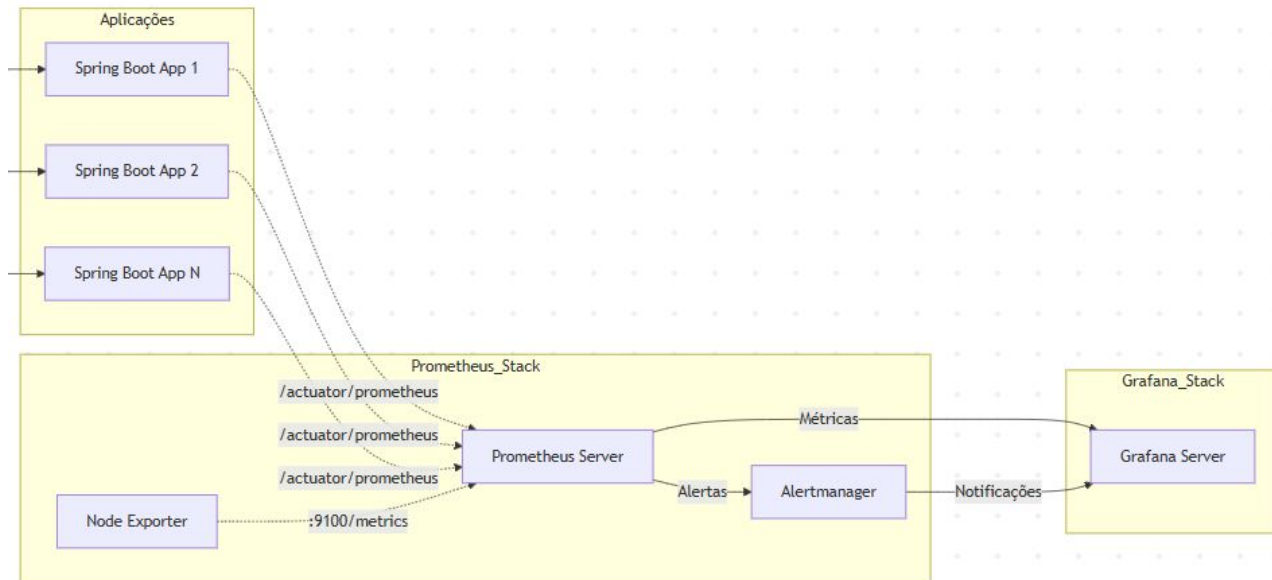 Aplicações
Spring Boot App 1
Spring Boot App 2
Spring Boot App N
Prometheus_Stack
/actuator/prometheus
/actuator/prometheus
/actuator/prometheus
:9100/metrics
Node Exporter
Prometheus Server
Métricas
Alertas
Alertmanager
Notificações
Grafana_Stack
Grafana Server